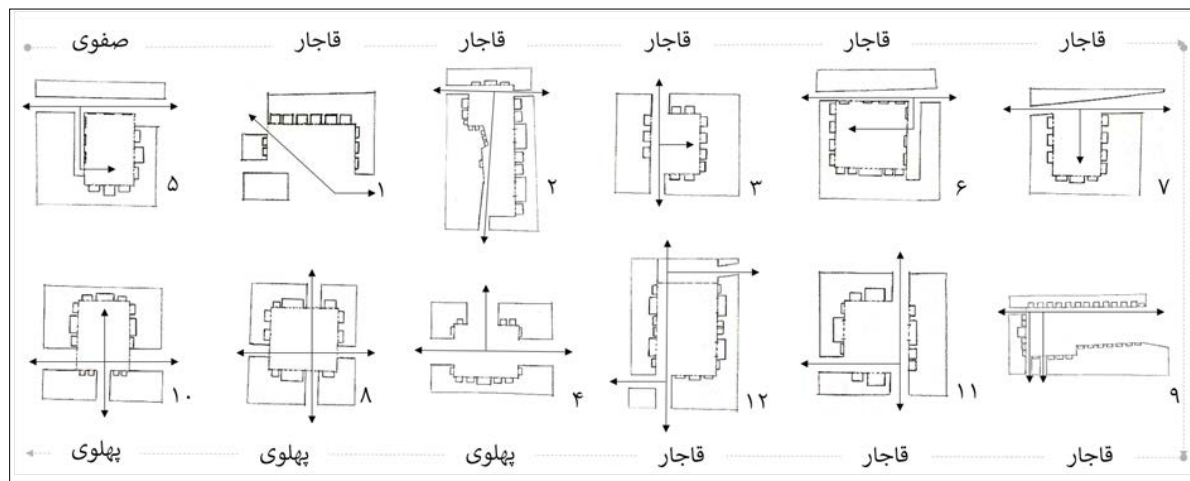 صفوی قاجار قاجار قاجار قاجار قاجار
۵ ۱ ۲ ۳ ۶ ۷
۱۰ ۸ ۴ ۱۲ ۱۱ ۹
پهلوی پهلوی پهلوی قاجار قاجار قاجار